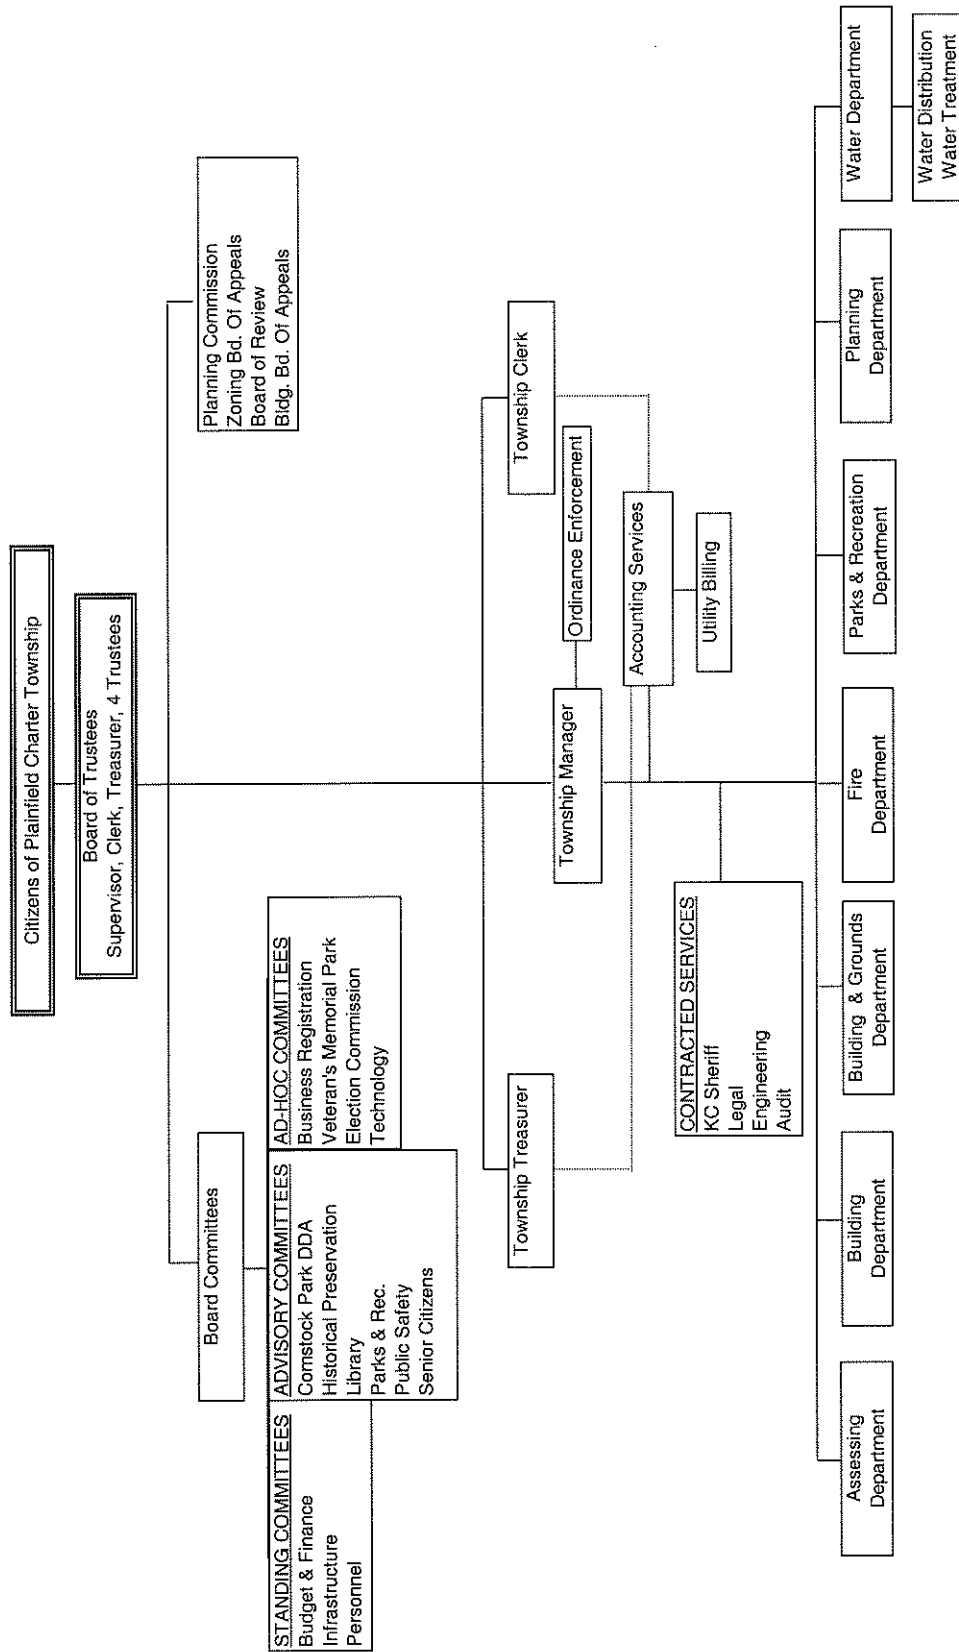 Citizens of Plainfield Charter Township
Board of Trustees
Supervisor, Clerk, Treasurer, 4 Trustees
Board Committees
Planning Commission
Zoning Bd. Of Appeals
Board of Review
Bldg. Bd. Of Appeals
STANDING COMMITTEES
Budget & Finance
Infrastructure
Personnel
ADVISORY COMMITTEES
Comstock Park DDA
Historical Preservation
Library
Parks & Rec.
Public Safety
Senior Citizens
AD-HOC COMMITTEES
Business Registration
Veteran's Memorial Park
Election Commission
Technology
Township Treasurer
Township Clerk
Township Manager
Ordinance Enforcement
Accounting Services
Utility Billing
CONTRACTED SERVICES
KC Sheriff
Legal
Engineering
Audit
Assessing
Department
Building
Department
Building & Grounds
Department
Fire
Department
Parks & Recreation
Department
Planning
Department
Water Department
Water Distribution
Water Treatment